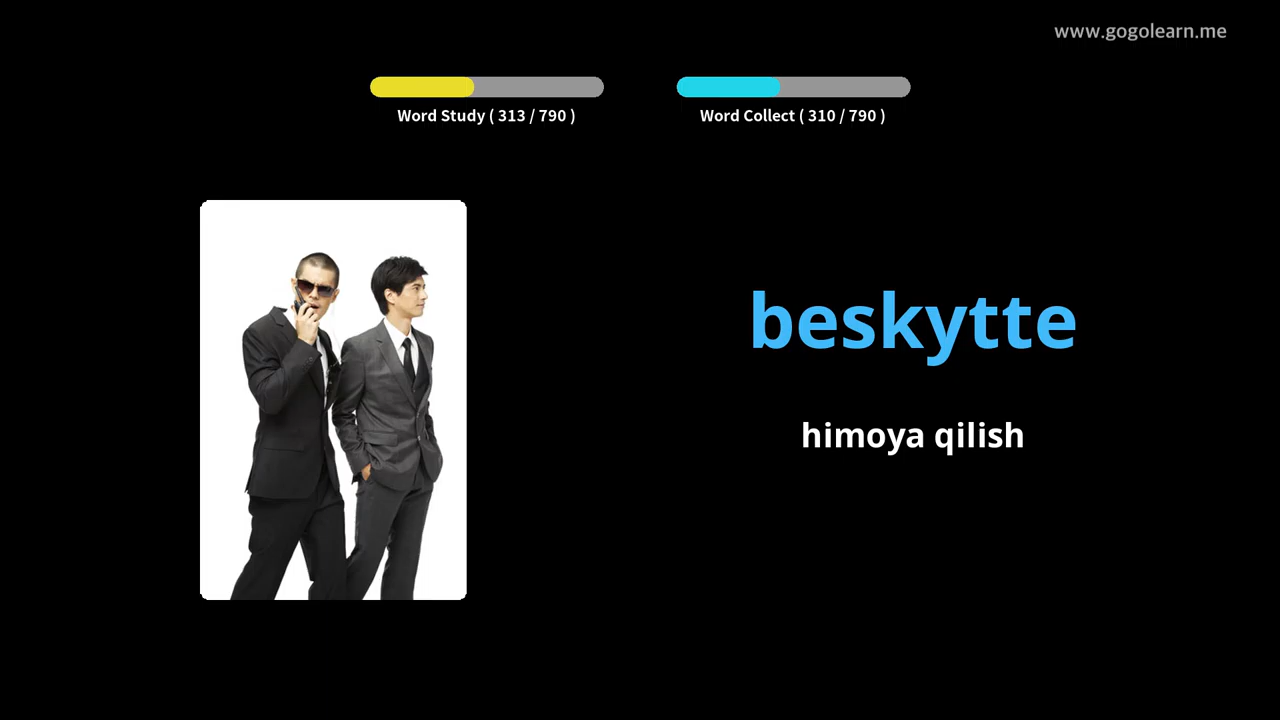 www.gogolearn.me
Word Study ( 313 / 790 )
Word Collect ( 310 / 790 )
beskytte
himoya qilish